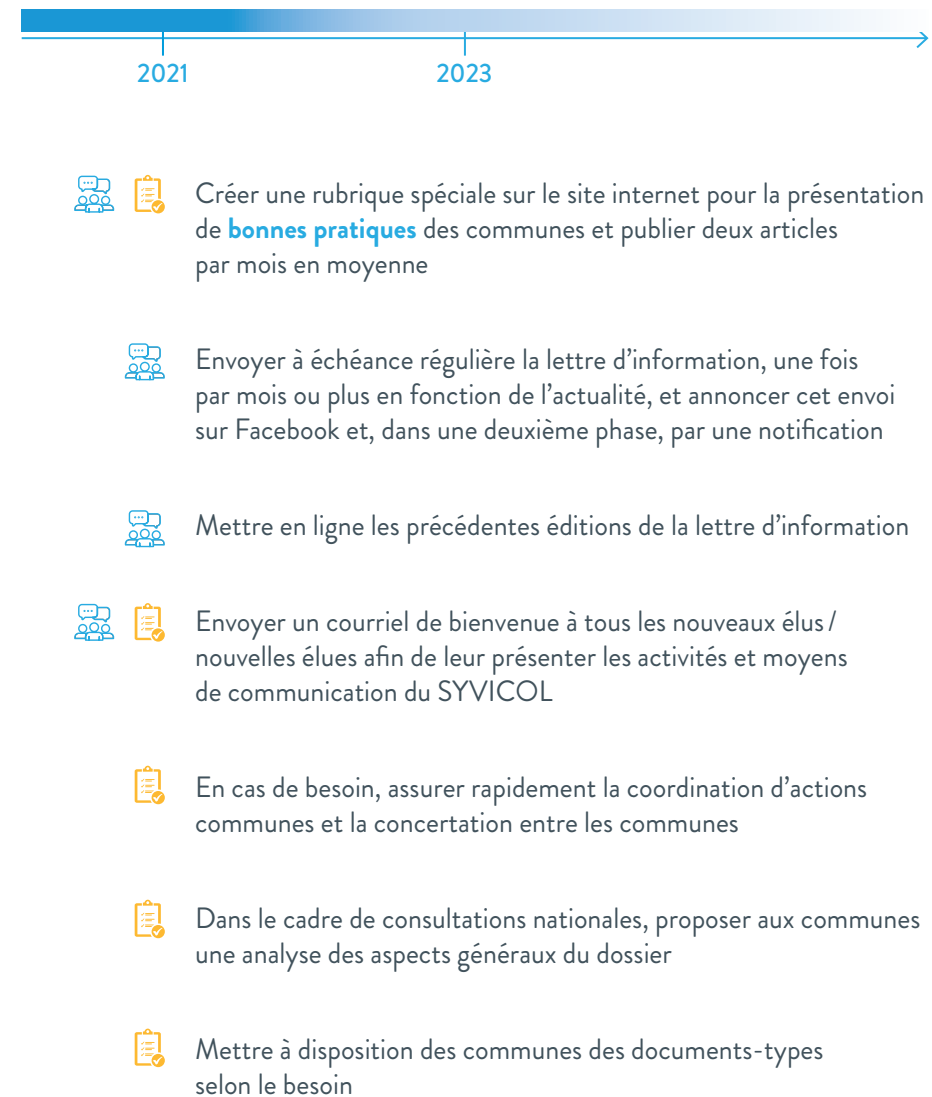 2021
2023
Créer une rubrique spéciale sur le site internet pour la présentation
de bonnes pratiques des communes et publier deux articles
par mois en moyenne
Envoyer à échéance régulière la lettre d’information, une fois
par mois ou plus en fonction de l’actualité, et annoncer cet envoi
sur Facebook et, dans une deuxième phase, par une notification
Mettre en ligne les précédentes éditions de la lettre d’information
Envoyer un courriel de bienvenue à tous les nouveaux élus /
nouvelles élues afin de leur présenter les activités et moyens
de communication du SYVICOL
En cas de besoin, assurer rapidement la coordination d’actions
communes et la concertation entre les communes
Dans le cadre de consultations nationales, proposer aux communes
une analyse des aspects généraux du dossier
Mettre à disposition des communes des documents-types
selon le besoin